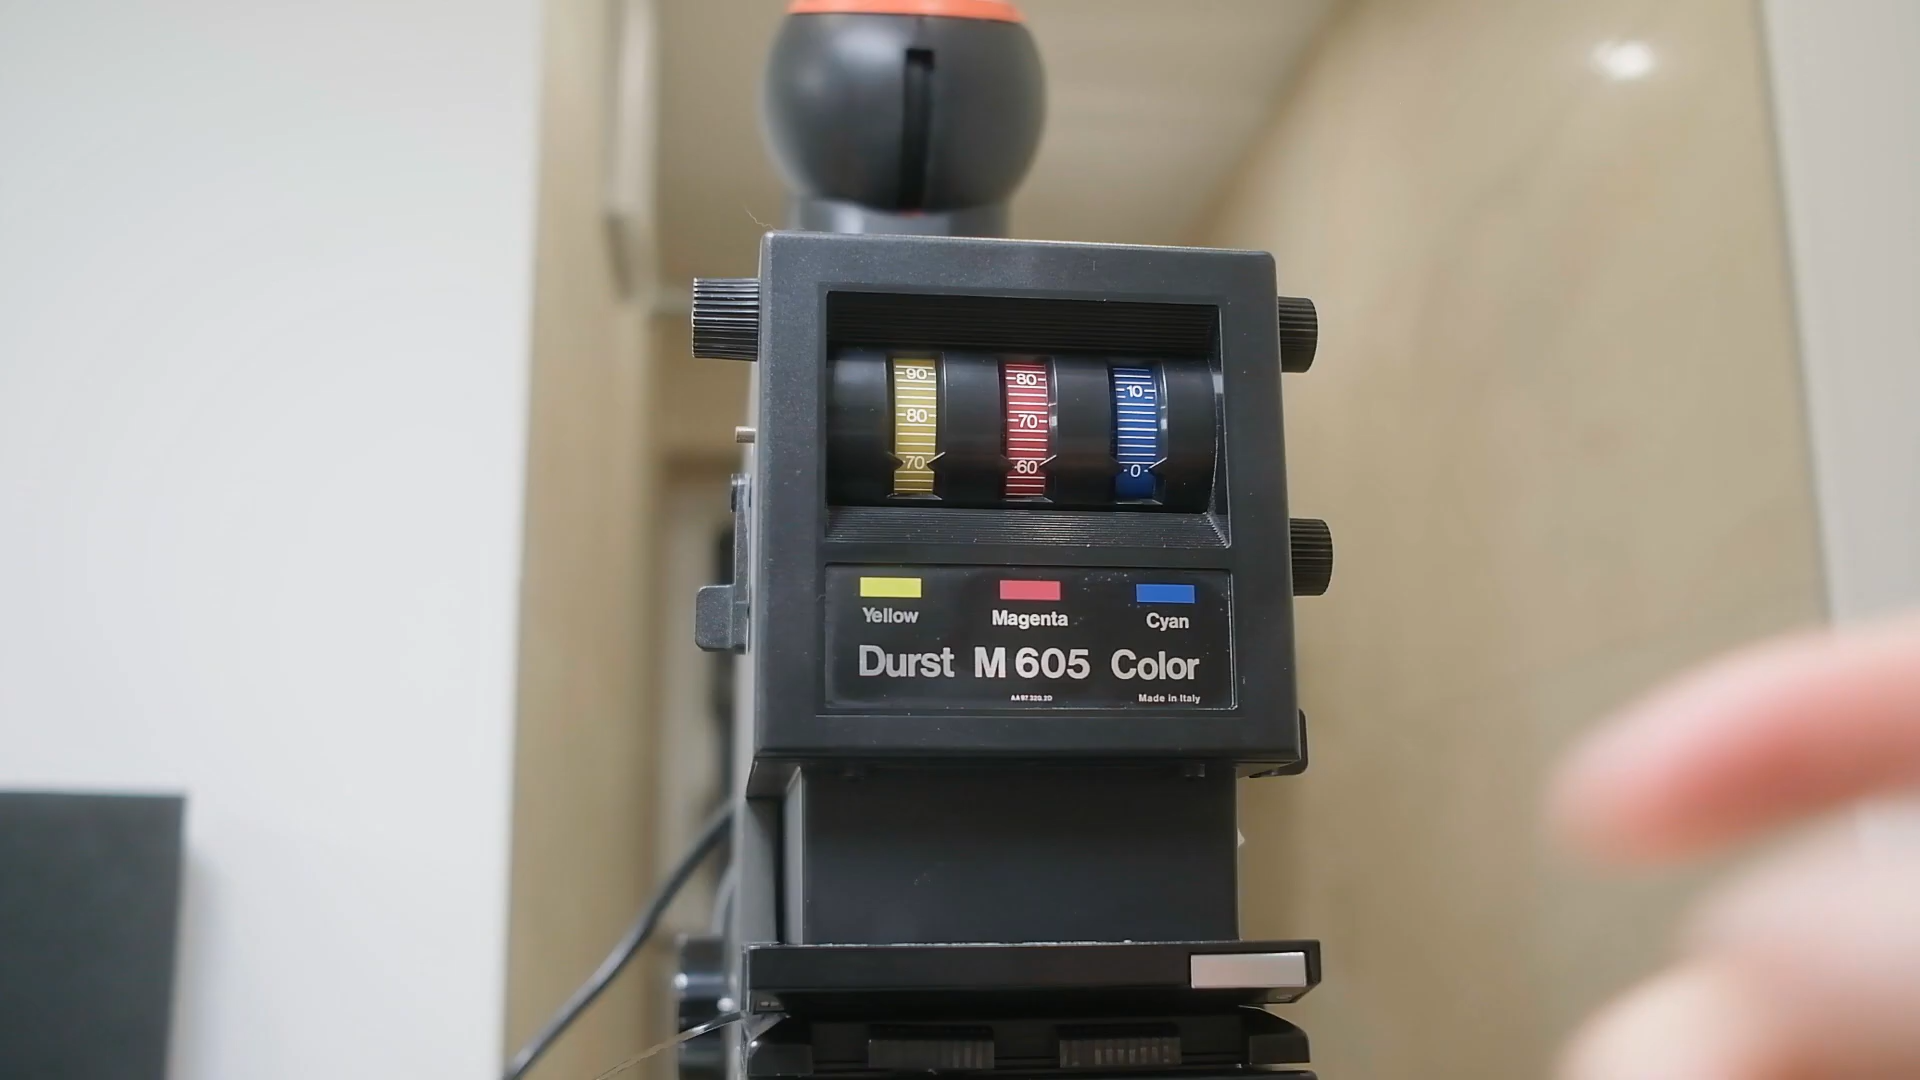 90 80 10
80 70
70 60 0
Yellow Magenta Cyan
Durst M 605 Color
Made in Italy